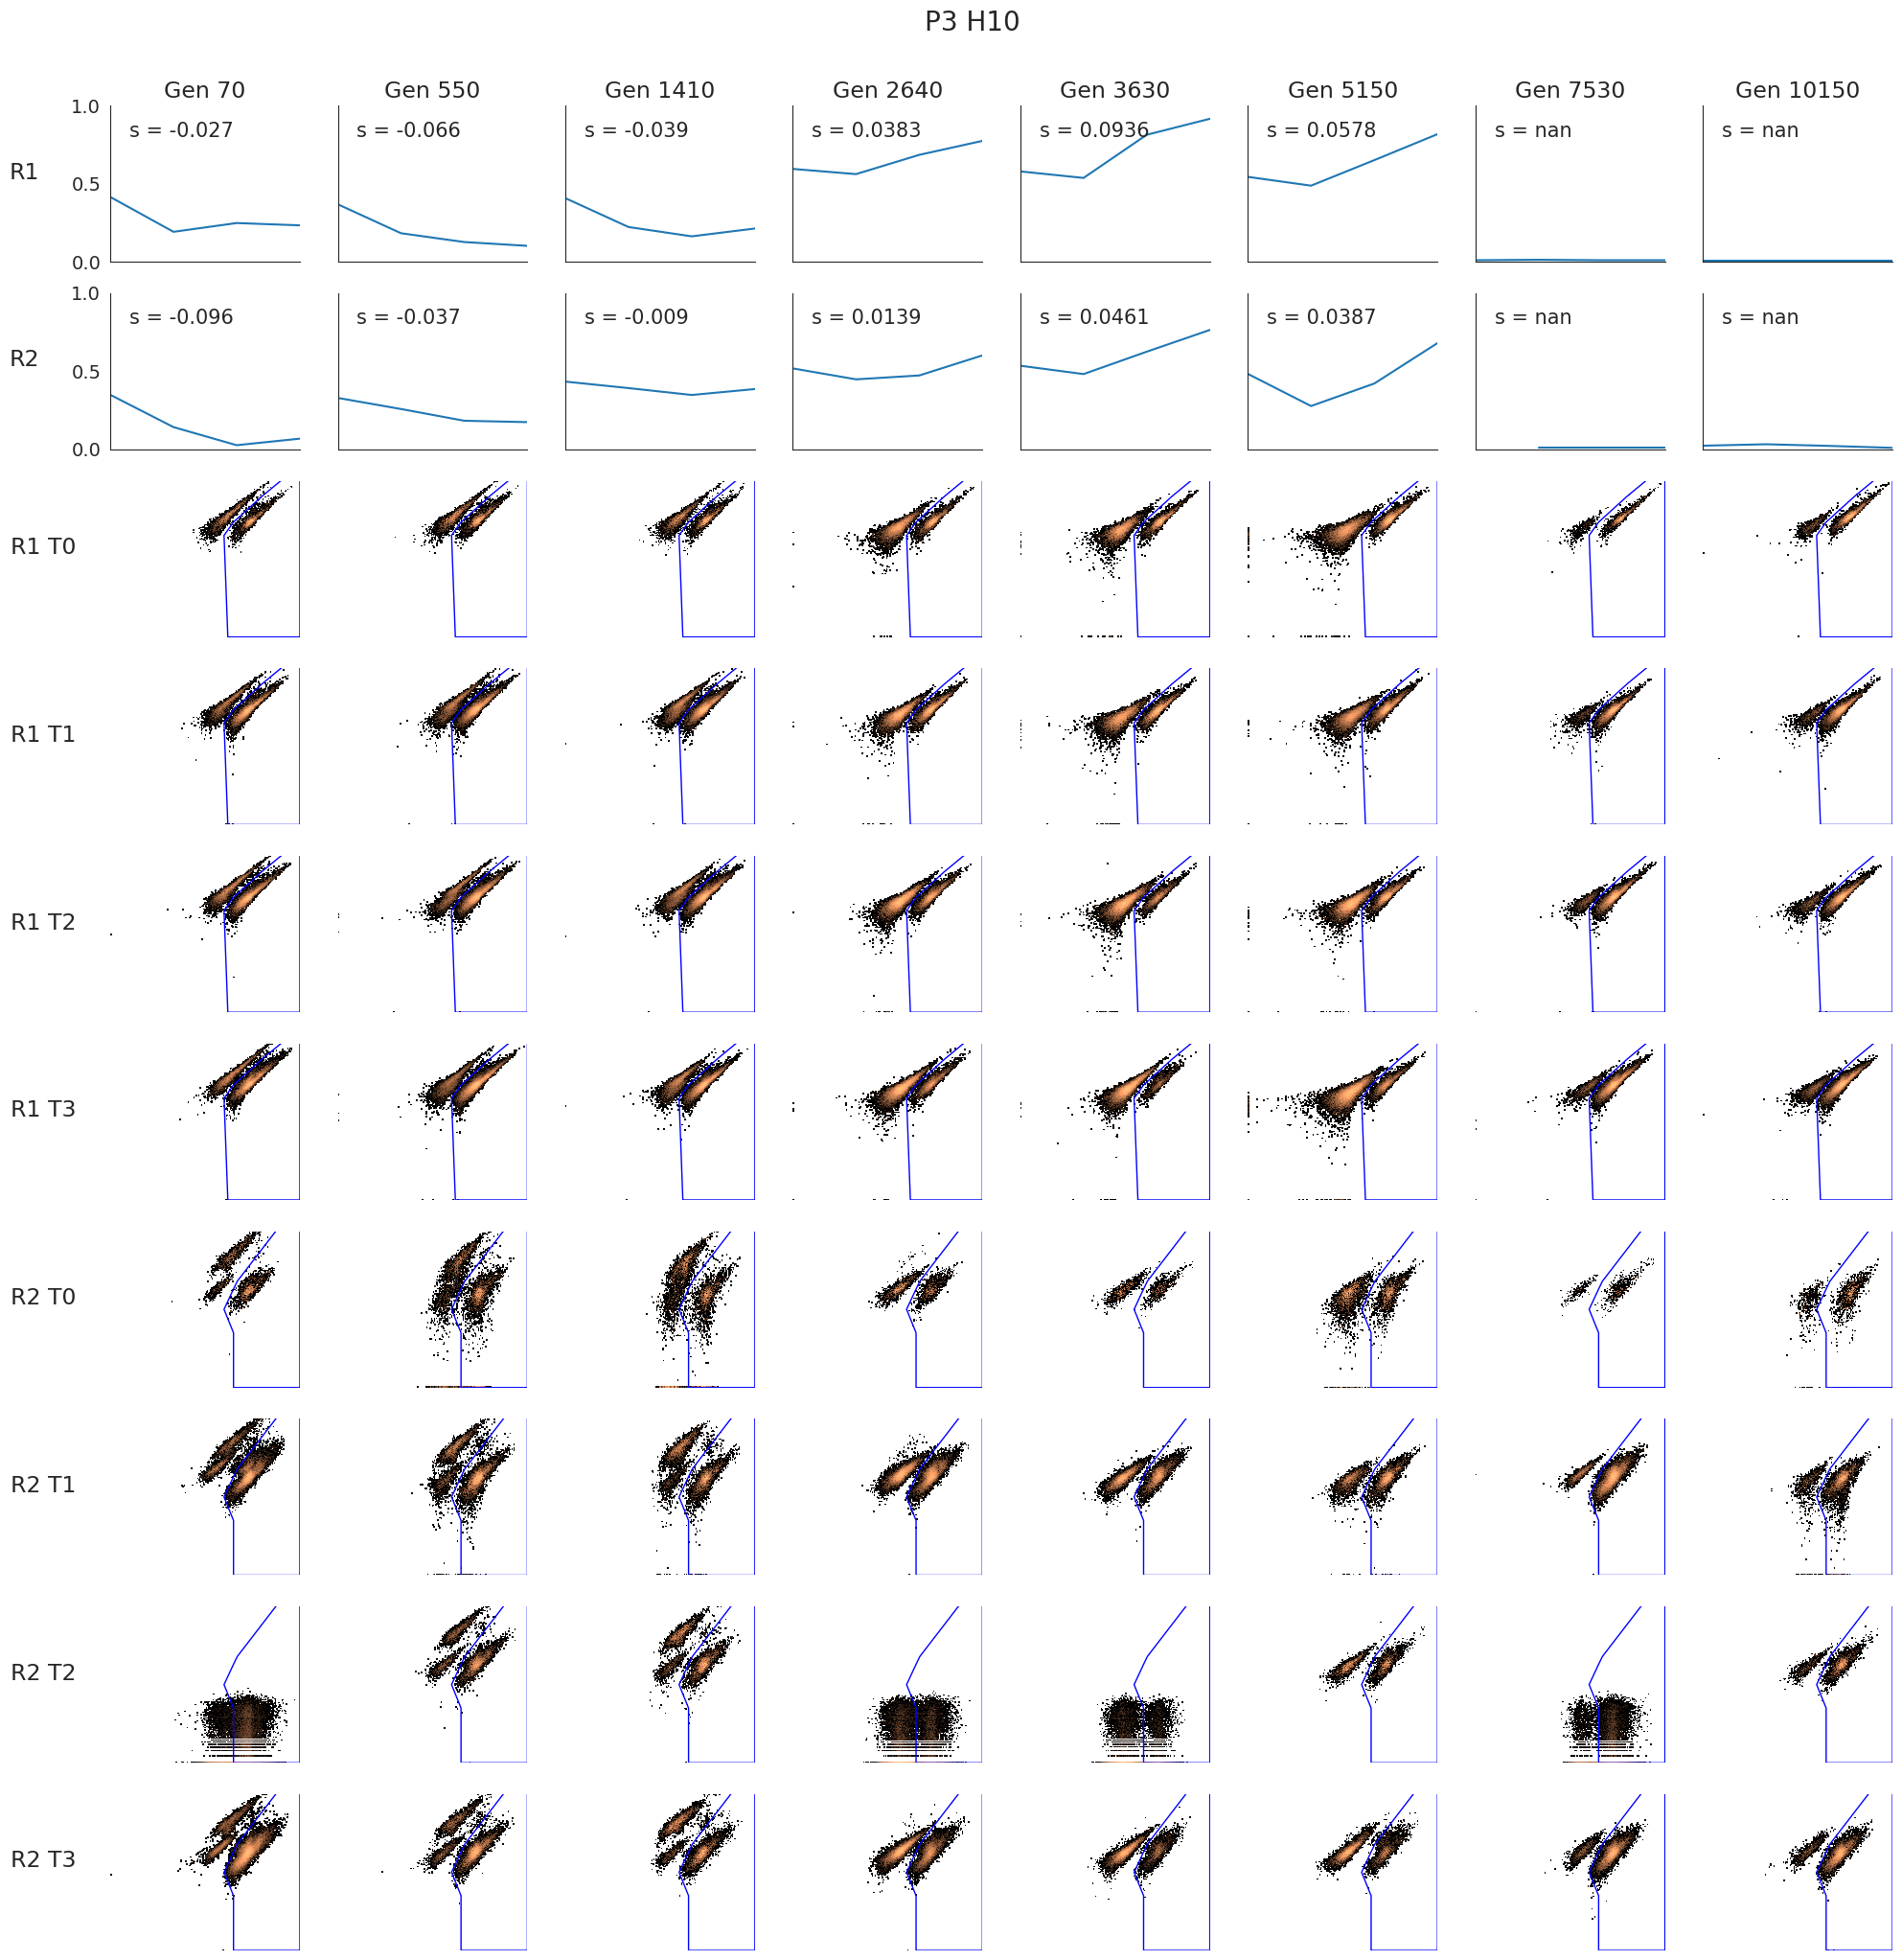 P3 H10
Gen 70 Gen 550 Gen 1410 Gen 2640 Gen 3630 Gen 5150 Gen 7530 Gen 10150
1.0
s = -0.027 s = -0.066 s = -0.039 s = 0.0383 s = 0.0936 s = 0.0578 s = nan s = nan
R1
0.5
0.0
1.0
s = -0.096 s = -0.037 s = -0.009 s = 0.0139 s = 0.0461 s = 0.0387 s = nan s = nan
R2
0.5
0.0
R1 T0
R1 T1
R1 T2
R1 T3
R2 T0
R2 T1
R2 T2
R2 T3